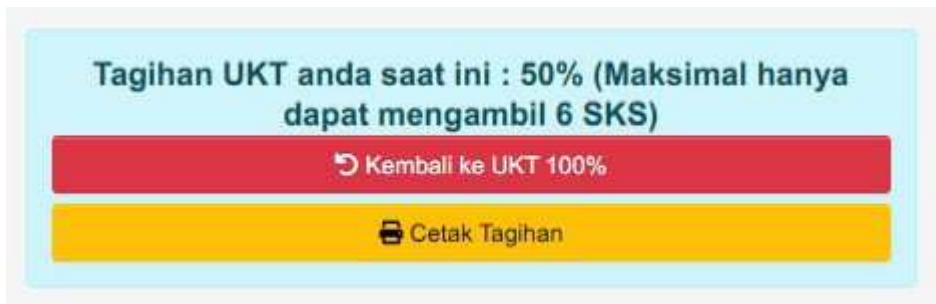 Tagihan UKT anda saat ini : 50% (Maksimal hanya
dapat mengambil 6 SKS)
Kembali ke UKT 100%
Cetak Tagihan